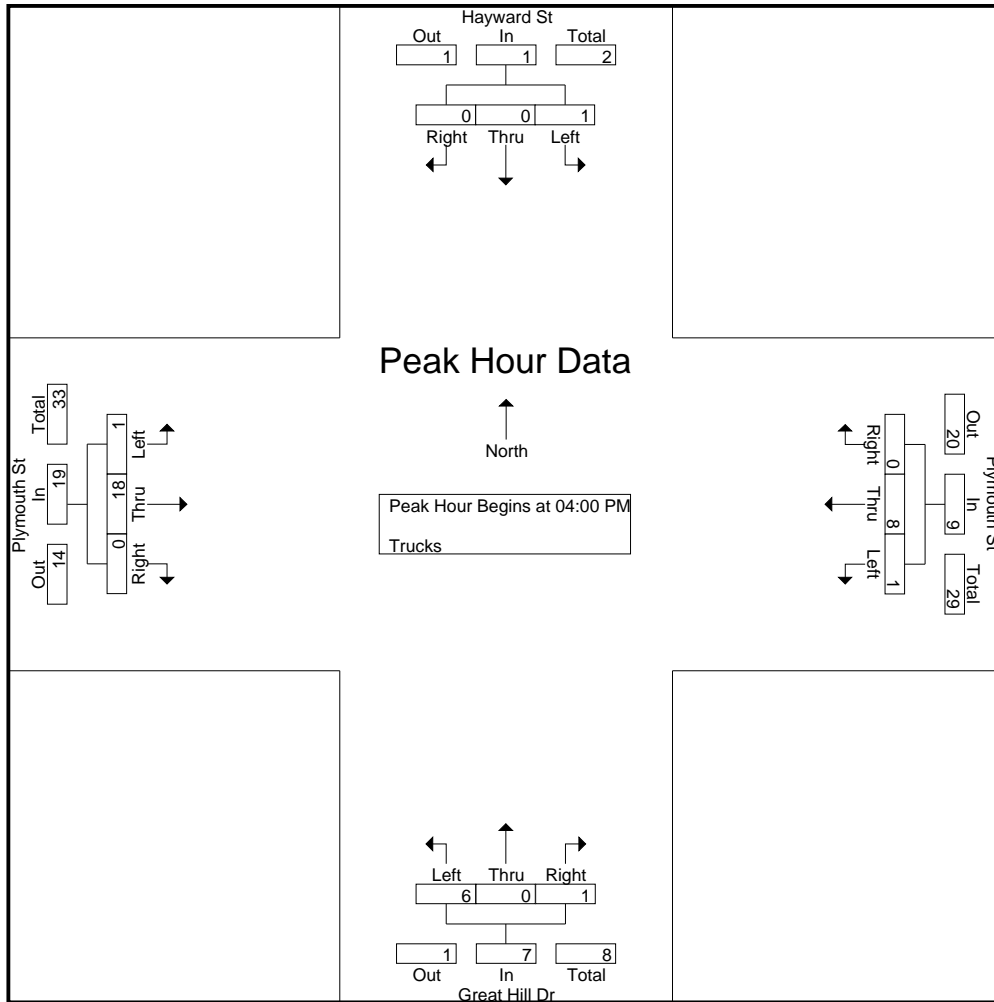 Hayward St
Out In Total
1 1 2
0 0 1
Right Thru Left
Peak Hour Data
North
Peak Hour Begins at 04:00 PM
Trucks
Plymouth St
Out In Total
14 19 33
Left Thru Right
1 18 0
Plymouth St
Out In Total
20 9 29
Right Thru Left
0 8 1
Left Thru Right
6 0 1
1 7 8
Out In Total
Great Hill Dr